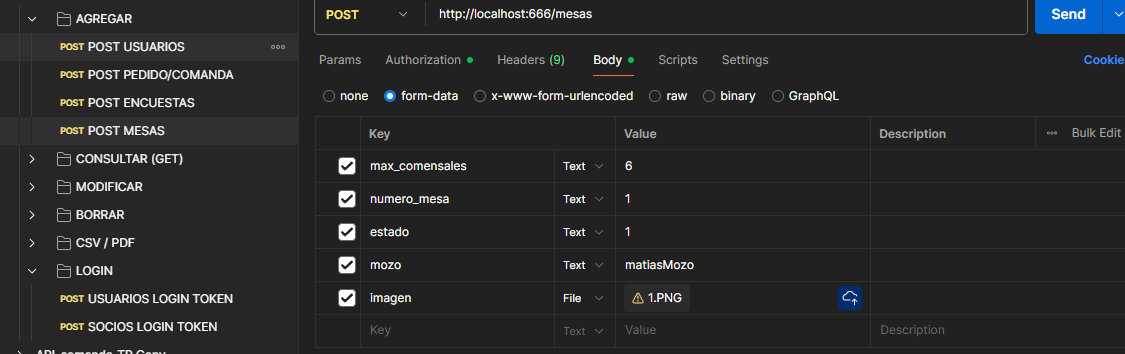 AGREGAR
POST POST USUARIOS
POST POST PEDIDO/COMANDA
POST POST ENCUESTAS
POST POST MESAS
CONSULTAR (GET)
MODIFICAR
BORRAR
CSV / PDF
LOGIN
POST USUARIOS LOGIN TOKEN
POST SOCIOS LOGIN TOKEN
POST http://localhost:666/mesas Send
Params Authorization Headers (9) Body Scripts Settings Cookie
none form-data x-www-form-urlencoded raw binary GraphQL
Key Value Description Bulk Edit
max_comensales Text 6
numero_mesa Text 1
estado Text 1
mozo Text matiasMozo
imagen File 1.PNG
Key Text Value Description